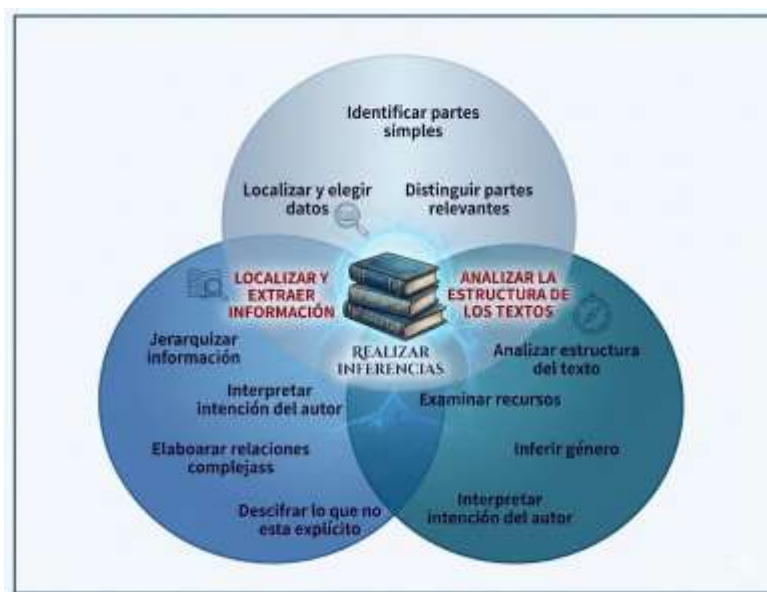 Identificar partes
simples
Localizar y elegir
datos
Distinguir partes
relevantes
LOCALIZAR Y
EXTRAER
INFORMACIÓN
ANALIZAR LA
ESTRUCTURA DE
LOS TEXTOS
REALIZAR
INFERENCIAS
Jerarquizar
información
Interpretar
intención del autor
Elaboarar relaciones
complejass
Descifrar lo que no
esta explícito
Analizar estructura
del texto
Examinar recursos
Inferir género
Interpretar
intención del autor